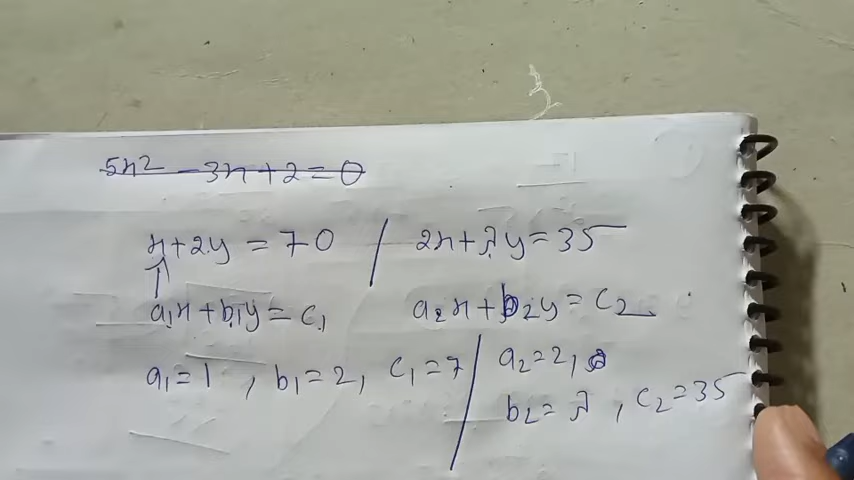 5x² - 3x + 2 = 0
x + 2y = 70 / 2x + λy = 35
a₁x + b₁y = c₁ a₂x + b₂y = c₂
a₁ = 1, b₁ = 2, c₁ = 7 / a₂ = 2,
b₂ = λ, c₂ = 35